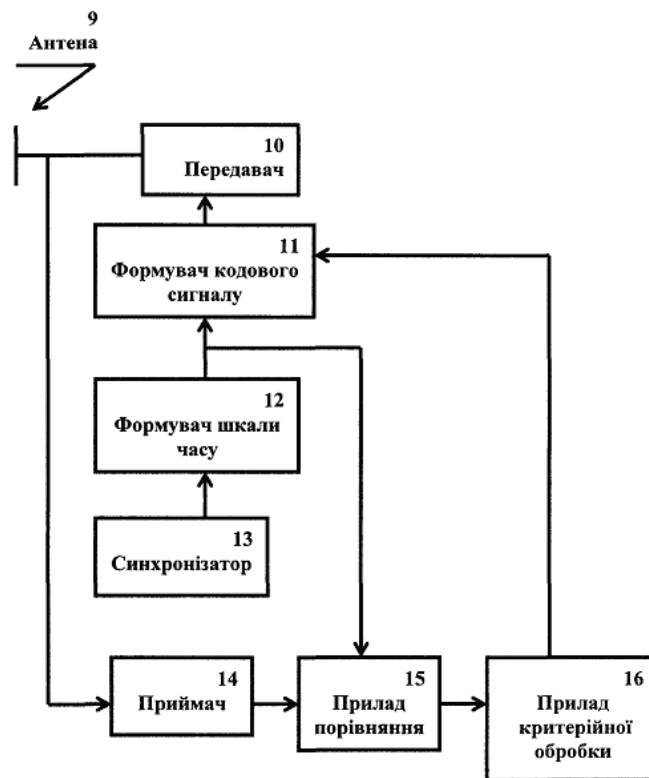 9
Антена
10
Передавач
11
Формувач кодового
сигналу
12
Формувач шкали
часу
13
Синхронізатор
14
Приймач
15
Прилад
порівняння
16
Прилад
критерійної
обробки